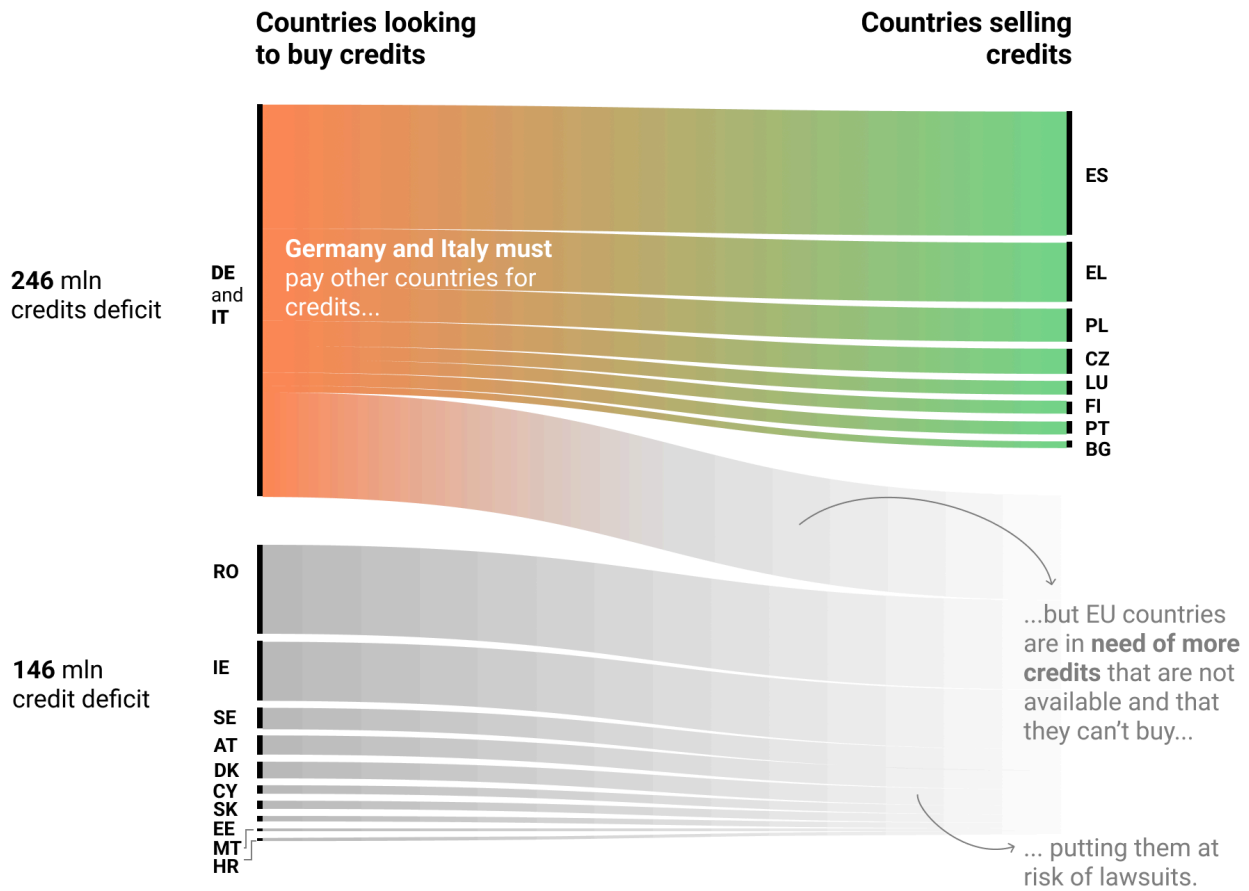 Countries looking
to buy credits
Countries selling
credits
246 mln
credits deficit
DE
and
IT
Germany and Italy must
pay other countries for
credits...
ES
EL
PL
CZ
LU
FI
PT
BG
146 mln
credit deficit
RO
IE
SE
AT
DK
CY
SK
EE
MT
HR
...but EU countries
are in need of more
credits that are not
available and that
they can’t buy...
... putting them at
risk of lawsuits.